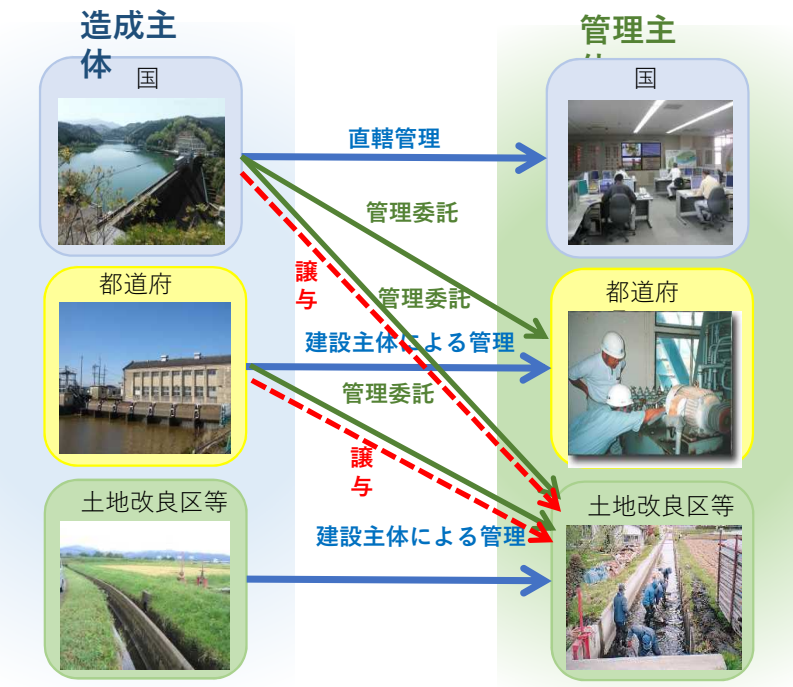 造成主
体
国
都道府
土地改良区等
直轄管理
管理委託
譲
与
管理委託
建設主体による管理
管理委託
譲
与
建設主体による管理
管理主
国
都道府
土地改良区等